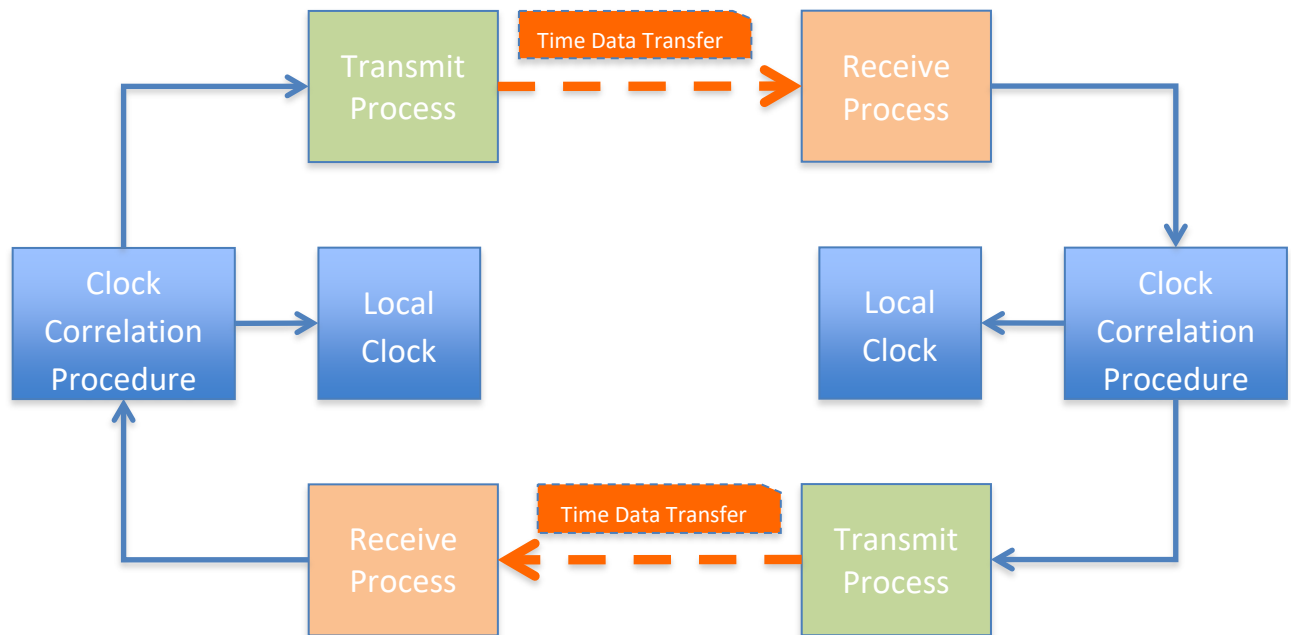 Transmit
Process
Time Data Transfer
Receive
Process
Clock
Correlation
Procedure
Local
Clock
Local
Clock
Clock
Correlation
Procedure
Receive
Process
Time Data Transfer
Transmit
Process